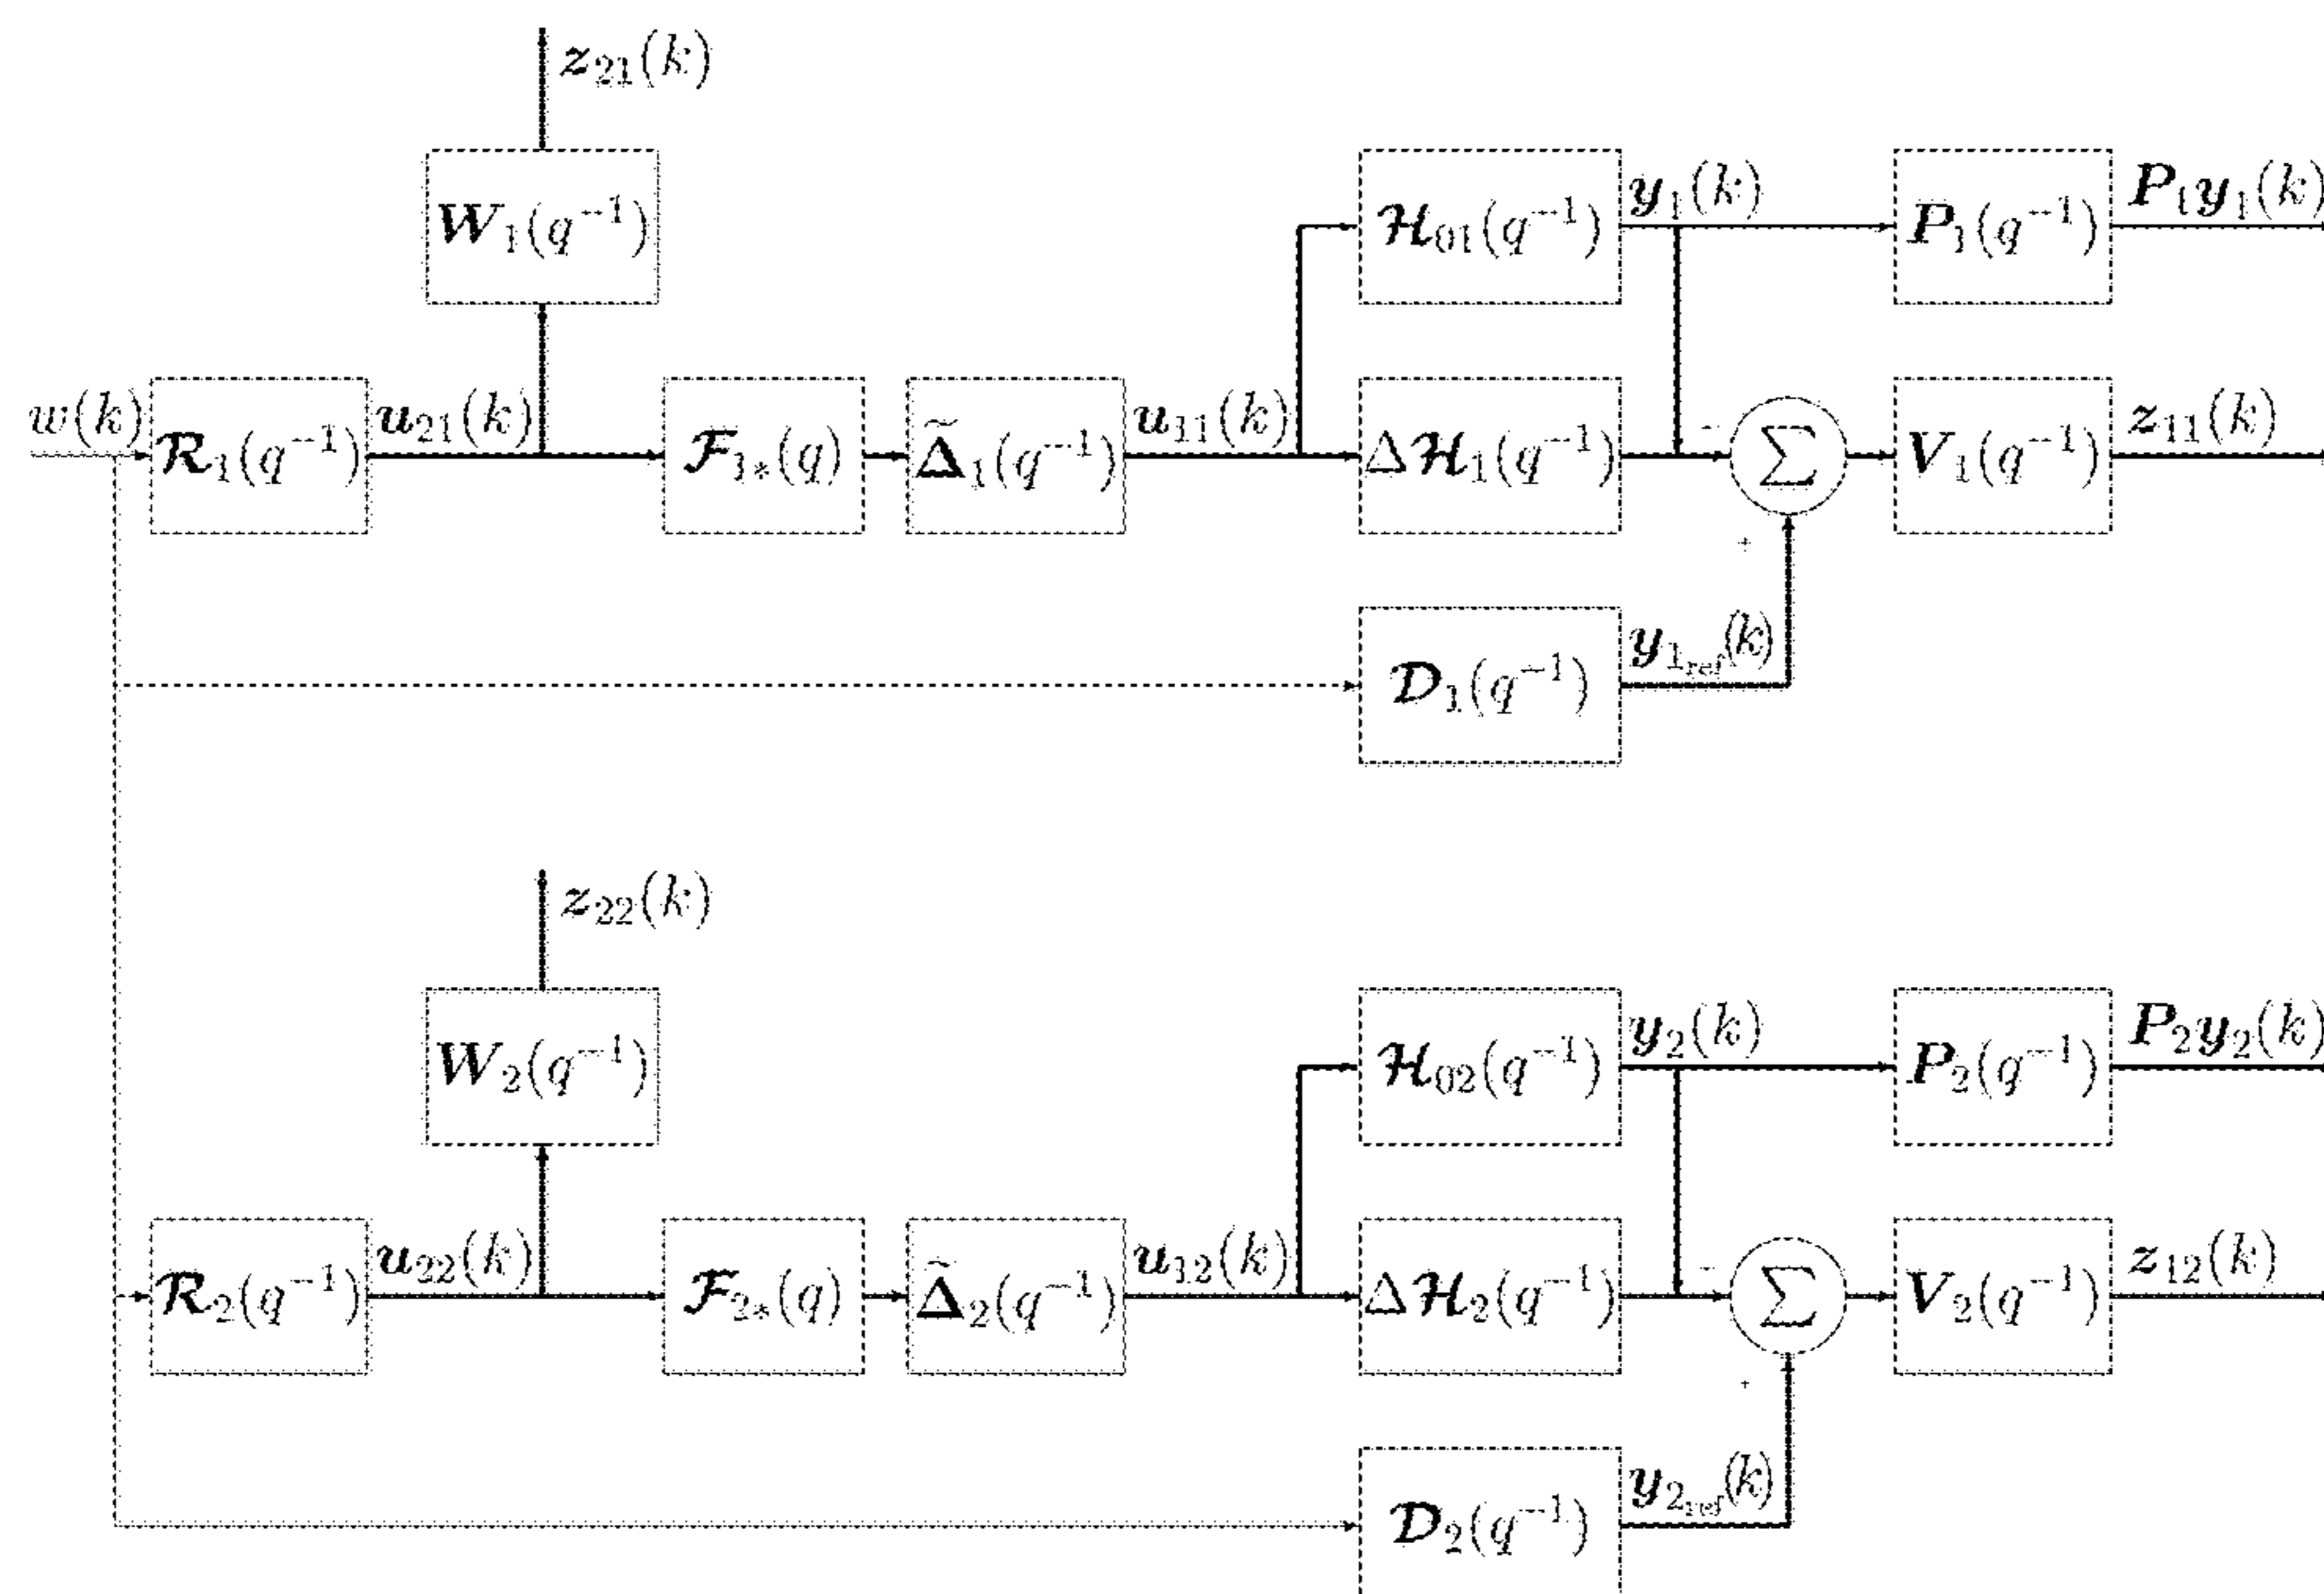 z₂₁(k)
W₁(q⁻¹)
H₀₁(q⁻¹)
y₁(k)
P₁(q⁻¹)
P₁y₁(k)
w(k)
R₁(q⁻¹)
u₂₁(k)
F₁*(q)
Δ̃₁(q⁻¹)
u₁₁(k)
ΔH₁(q⁻¹)
-
Σ
+
V₁(q⁻¹)
z₁₁(k)
D₁(q⁻¹)
y₁ref(k)
z₂₂(k)
W₂(q⁻¹)
H₀₂(q⁻¹)
y₂(k)
P₂(q⁻¹)
P₂y₂(k)
R₂(q⁻¹)
u₂₂(k)
F₂*(q)
Δ̃₂(q⁻¹)
u₁₂(k)
ΔH₂(q⁻¹)
-
Σ
+
V₂(q⁻¹)
z₁₂(k)
D₂(q⁻¹)
y₂ref(k)